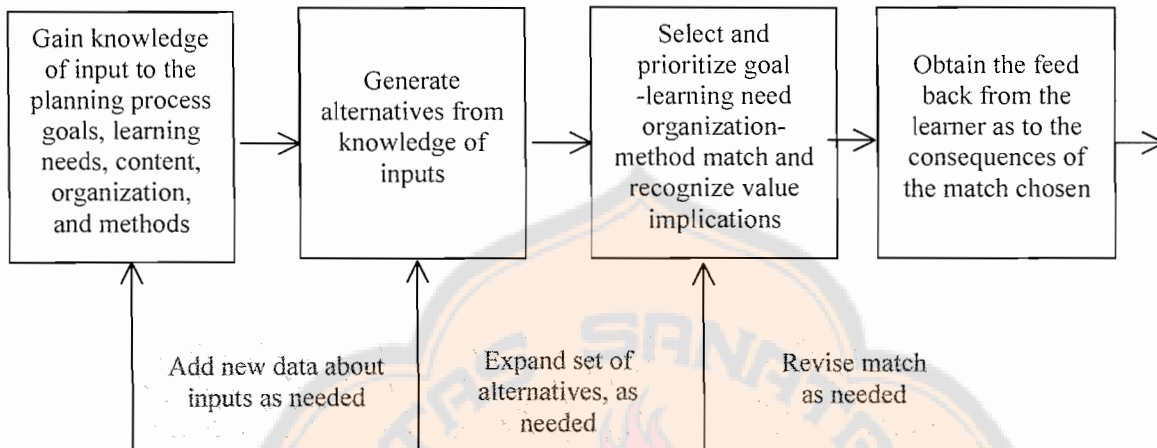 Gain knowledge
of input to the
planning process
goals, learning
needs, content,
organization,
and methods
Generate
alternatives from
knowledge of
inputs
Select and
prioritize goal
-learning need
organization-
method match and
recognize value
implications
Obtain the feed
back from the
learner as to the
consequences of
the match chosen
Add new data about
inputs as needed
Expand set of
alternatives, as
needed
Revise match
as needed